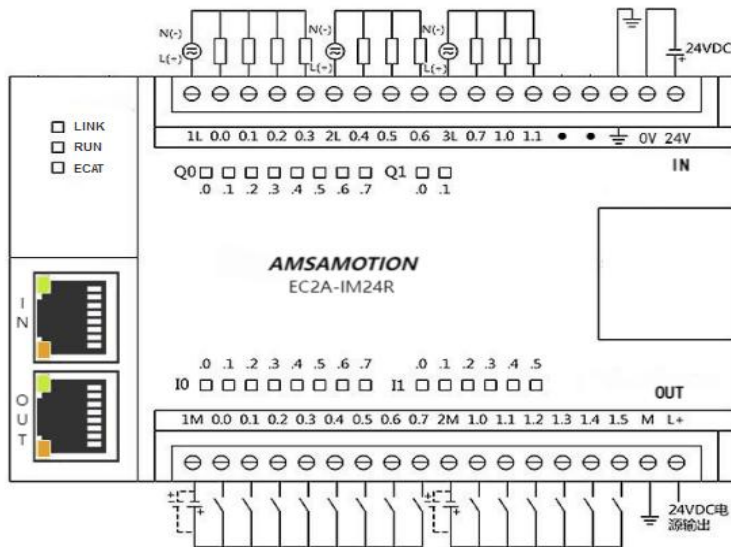 N(-) N(-) N(-) 24VDC
L(+) L(+) L(+) +
1L 0.0 0.1 0.2 0.3 2L 0.4 0.5 0.6 3L 0.7 1.0 1.1 • • 0V 24V
IN
LINK
RUN
ECAT
Q0 Q1
.0 .1 .2 .3 .4 .5 .6 .7 .0 .1
AMSAMOTION
EC2A-IM24R
IN
OUT
.0 .1 .2 .3 .4 .5 .6 .7 .0 .1 .2 .3 .4 .5
I0 I1
OUT
1M 0.0 0.1 0.2 0.3 0.4 0.5 0.6 0.7 2M 1.0 1.1 1.2 1.3 1.4 1.5 M L+
+ + + +
24VDC电
源输出